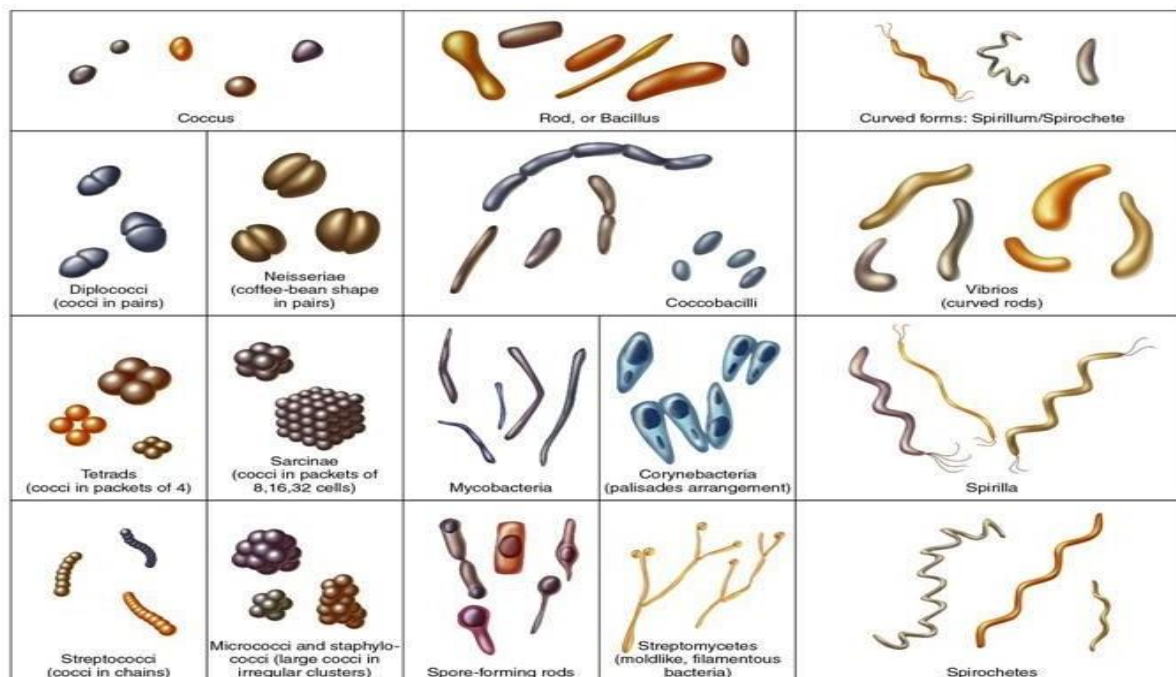 Coccus
Rod, or Bacillus
Curved forms: Spirillum/Spirochete
Diplococci
(cocci in pairs)
Neisseriae
(coffee-bean shape
in pairs)
Coccobacilli
Vibrios
(curved rods)
Tetrads
(cocci in packets of 4)
Sarcinae
(cocci in packets of
8,16,32 cells)
Mycobacteria
Corynebacteria
(palisades arrangement)
Spirilla
Streptococci
(cocci in chains)
Micrococci and staphylo-
cocci (large cocci in
irregular clusters)
Spore-forming rods
Streptomycetes
(moldlike, filamentous
bacteria)
Spirochetes